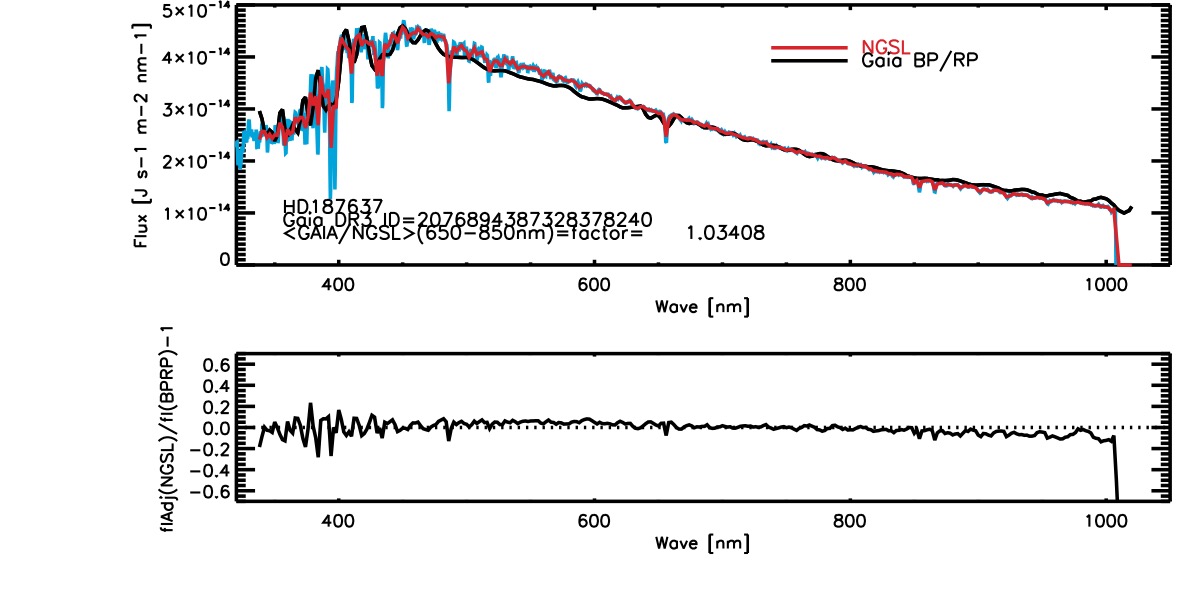 5×10⁻¹⁴
4×10⁻¹⁴
3×10⁻¹⁴
2×10⁻¹⁴
1×10⁻¹⁴
0
Flux [J s−1 m−2 nm−1]
NGSL
Gaia BP/RP
HD187637
Gaia DR3 ID=2076894387328378240
<GAIA/NGSL>(650−850nm)=factor= 1.03408
400 600 800 1000
Wave [nm]
flAdj(NGSL)/fl(BPRP)−1
0.6
0.4
0.2
0.0
−0.2
−0.4
−0.6
400 600 800 1000
Wave [nm]